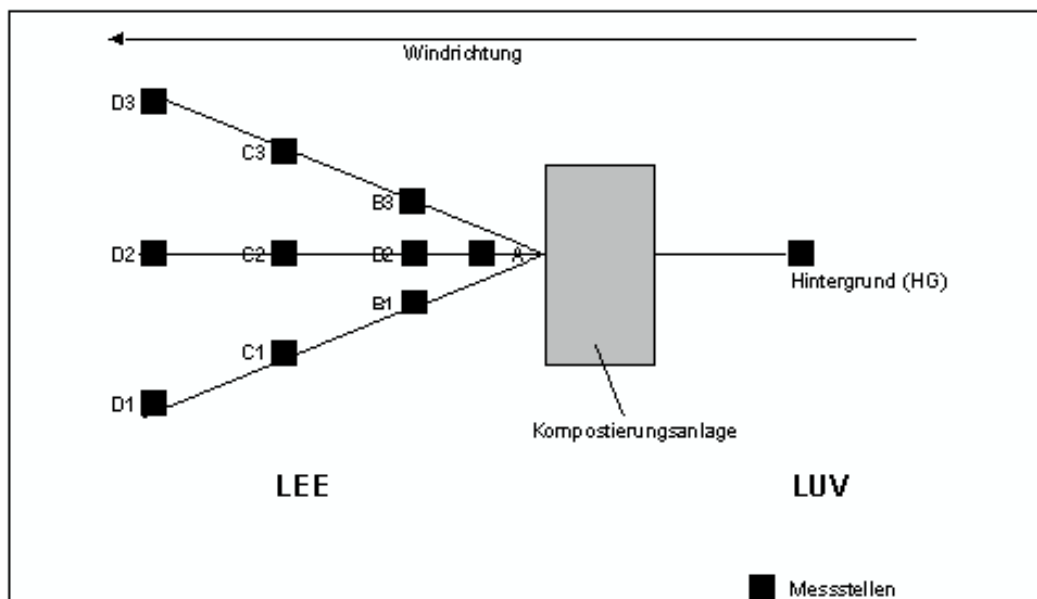 Windrichtung
D3
C3
B3
D2 C2 B2 A
Hintergrund (HG)
B1
C1
D1
Kompostierungsanlage
LEE LUV
Messstellen